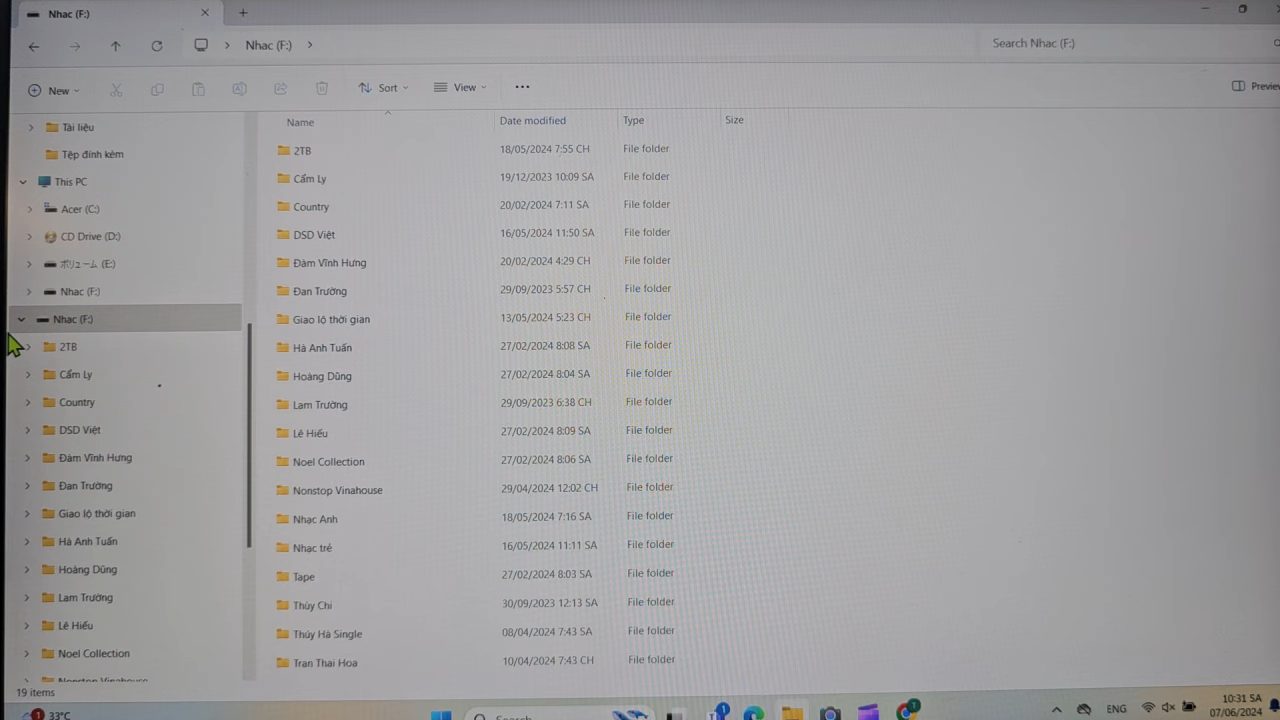 Nhac (F:)
Nhac (F:)
Search Nhac (F:)
New
Sort
View
Preview
Tài liệu
Tệp đính kèm
This PC
Acer (C:)
CD Drive (D:)
ボリューム (E:)
Nhac (F:)
Nhac (F:)
2TB
Cẩm Ly
Country
DSD Việt
Đàm Vĩnh Hưng
Đan Trường
Giao lộ thời gian
Hà Anh Tuấn
Hoàng Dũng
Lam Trường
Lê Hiếu
Noel Collection
Nonstop Vinahouse
Name Date modified Type Size
2TB 18/05/2024 7:55 CH File folder
Cẩm Ly 19/12/2023 10:09 SA File folder
Country 20/02/2024 7:11 SA File folder
DSD Việt 16/05/2024 11:50 SA File folder
Đàm Vĩnh Hưng 20/02/2024 4:29 CH File folder
Đan Trường 29/09/2023 5:57 CH File folder
Giao lộ thời gian 13/05/2024 5:23 CH File folder
Hà Anh Tuấn 27/02/2024 8:08 SA File folder
Hoàng Dũng 27/02/2024 8:04 SA File folder
Lam Trường 29/09/2023 6:38 CH File folder
Lê Hiếu 27/02/2024 8:09 SA File folder
Noel Collection 27/02/2024 8:06 SA File folder
Nonstop Vinahouse 29/04/2024 12:02 CH File folder
Nhạc Anh 18/05/2024 7:16 SA File folder
Nhạc trẻ 16/05/2024 11:11 SA File folder
Tape 27/02/2024 8:03 SA File folder
Thùy Chi 30/09/2023 12:13 SA File folder
Thúy Hà Single 08/04/2024 7:43 SA File folder
Tran Thai Hoa 10/04/2024 7:43 CH File folder
19 items
1
33°C
Search
1
1
ENG
10:31 SA
07/06/2024